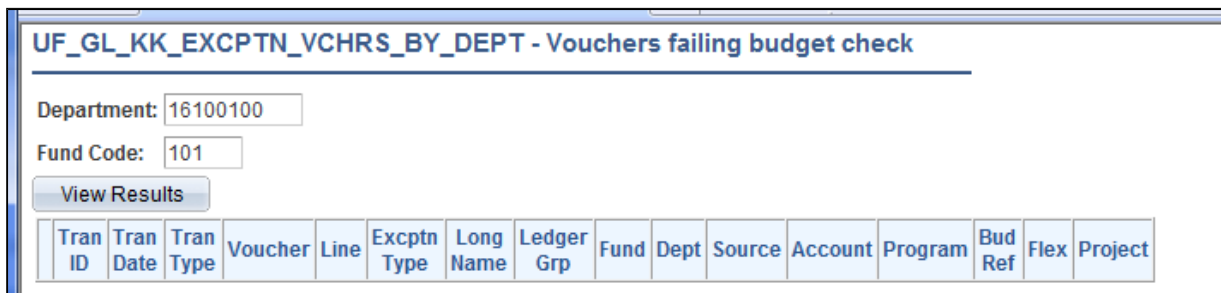 UF_GL_KK_EXCPTN_VCHRS_BY_DEPT - Vouchers failing budget check
Department: 16100100
Fund Code: 101
View Results
Tran ID Tran Date Tran Type Voucher Line Excptn Type Long Name Ledger Grp Fund Dept Source Account Program Bud Ref Flex Project